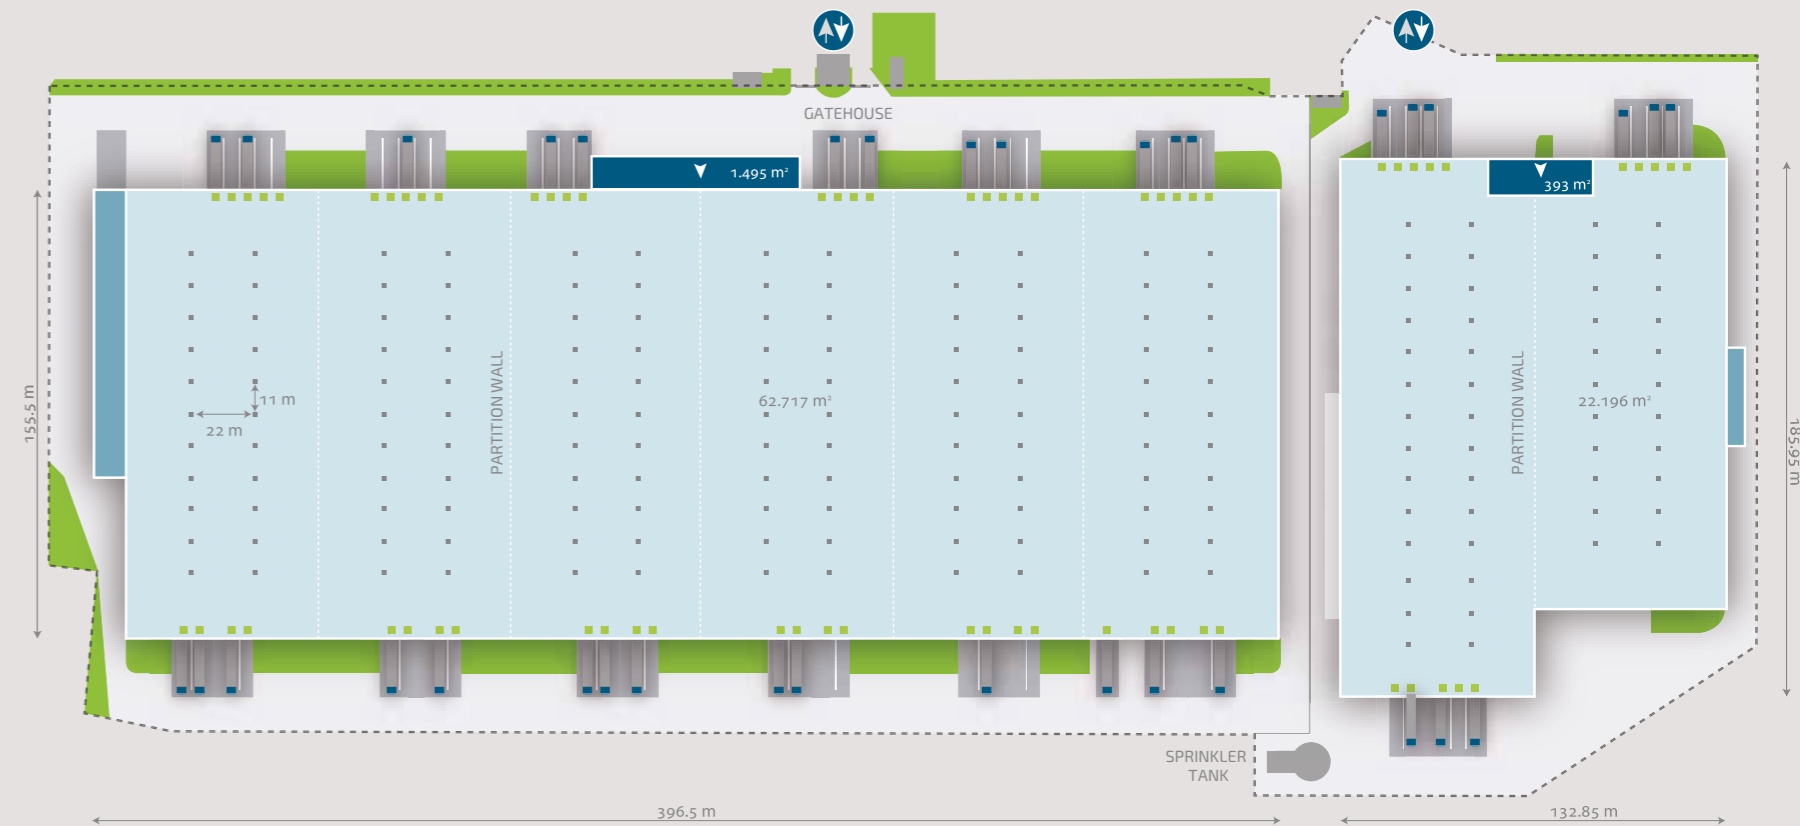 GATEHOUSE
1.495 m²
393 m²
155.5 m
11 m
22 m
PARTITION WALL
62.717 m²
PARTITION WALL
22.196 m²
185.95 m
SPRINKLER
TANK
396.5 m
132.85 m